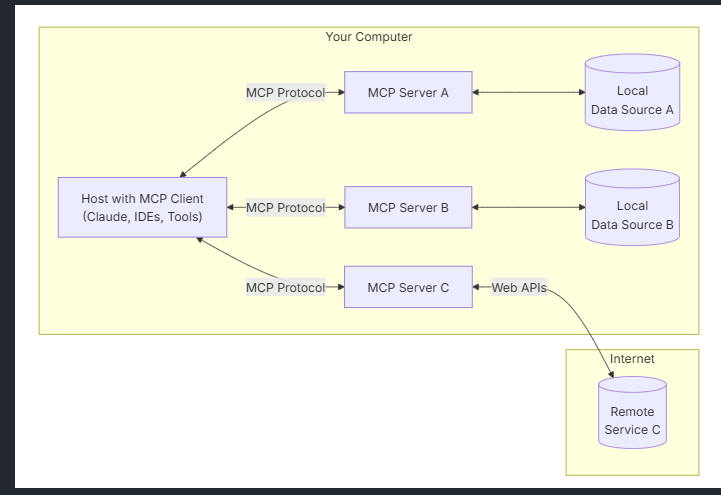 Your Computer
MCP Protocol
MCP Server A
Local
Data Source A
Host with MCP Client
(Claude, IDEs, Tools)
MCP Protocol
MCP Server B
Local
Data Source B
MCP Protocol
MCP Server C
Web APIs
Internet
Remote
Service C